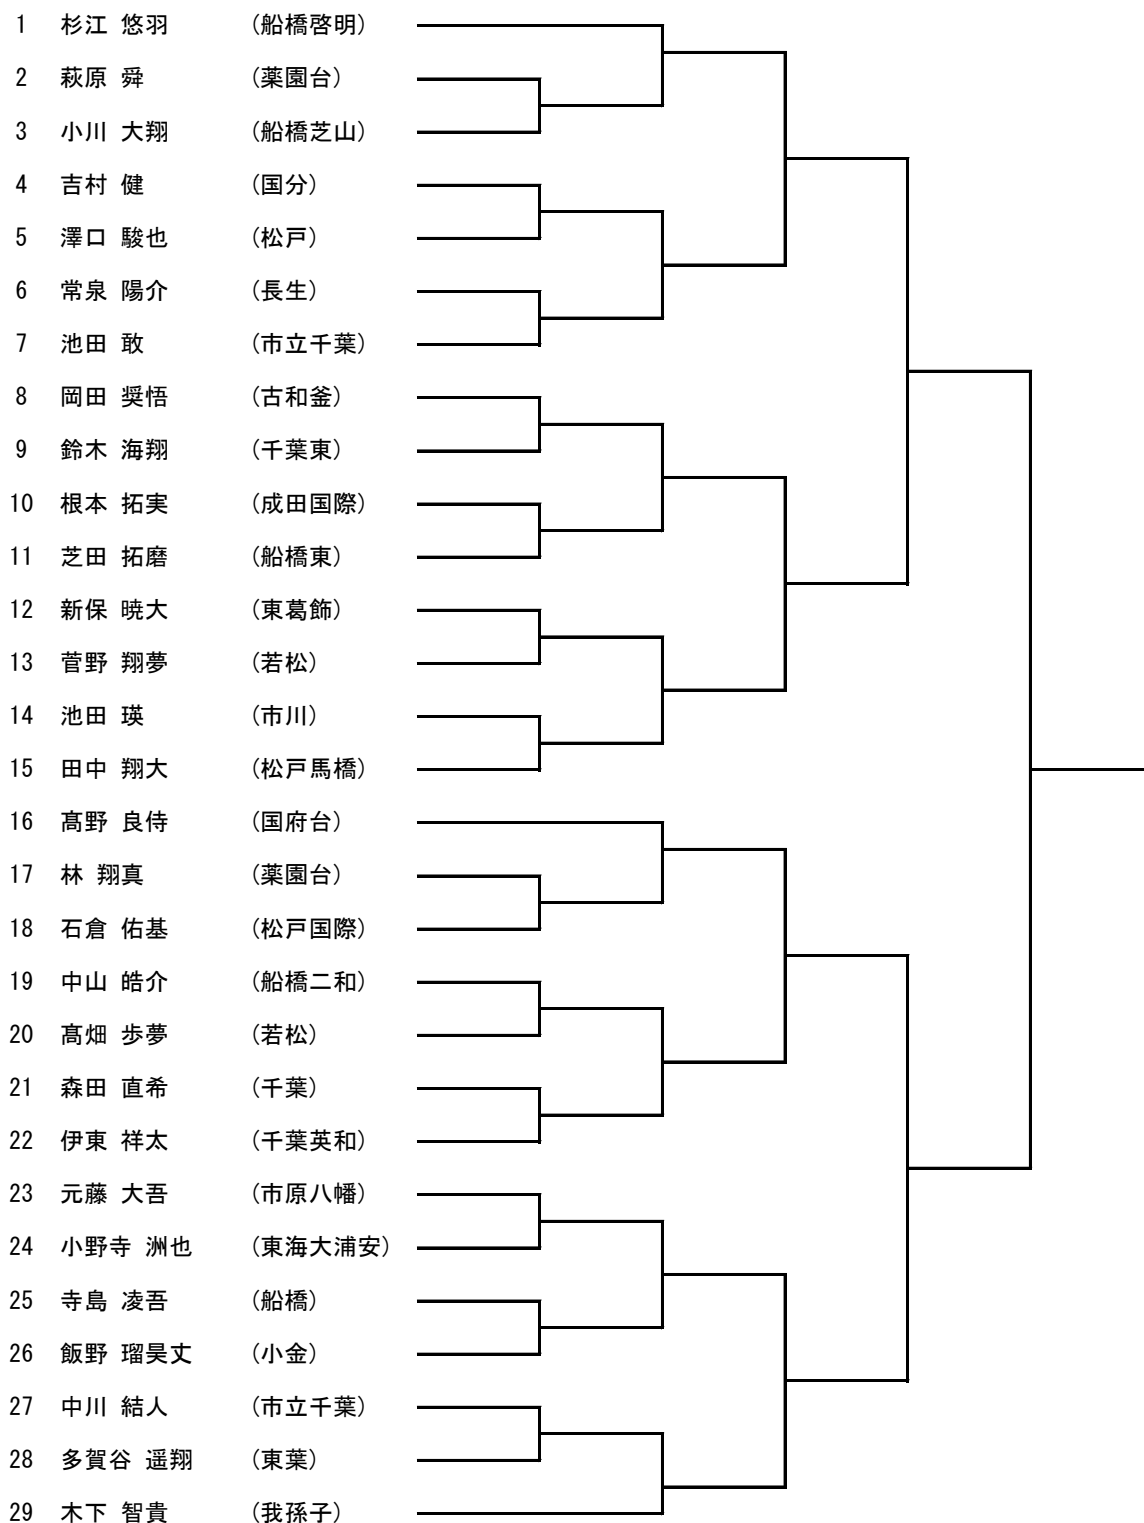 1 杉江 悠羽 (船橋啓明)
2 萩原 舜 (薬園台)
3 小川 大翔 (船橋芝山)
4 吉村 健 (国分)
5 澤口 駿也 (松戸)
6 常泉 陽介 (長生)
7 池田 敢 (市立千葉)
8 岡田 奨悟 (古和釜)
9 鈴木 海翔 (千葉東)
10 根本 拓実 (成田国際)
11 芝田 拓磨 (船橋東)
12 新保 暁大 (東葛飾)
13 菅野 翔夢 (若松)
14 池田 瑛 (市川)
15 田中 翔大 (松戸馬橋)
16 髙野 良侍 (国府台)
17 林 翔真 (薬園台)
18 石倉 佑基 (松戸国際)
19 中山 皓介 (船橋二和)
20 髙畑 歩夢 (若松)
21 森田 直希 (千葉)
22 伊東 祥太 (千葉英和)
23 元藤 大吾 (市原八幡)
24 小野寺 洲也 (東海大浦安)
25 寺島 凌吾 (船橋)
26 飯野 瑠昊丈 (小金)
27 中川 結人 (市立千葉)
28 多賀谷 遥翔 (東葉)
29 木下 智貴 (我孫子)